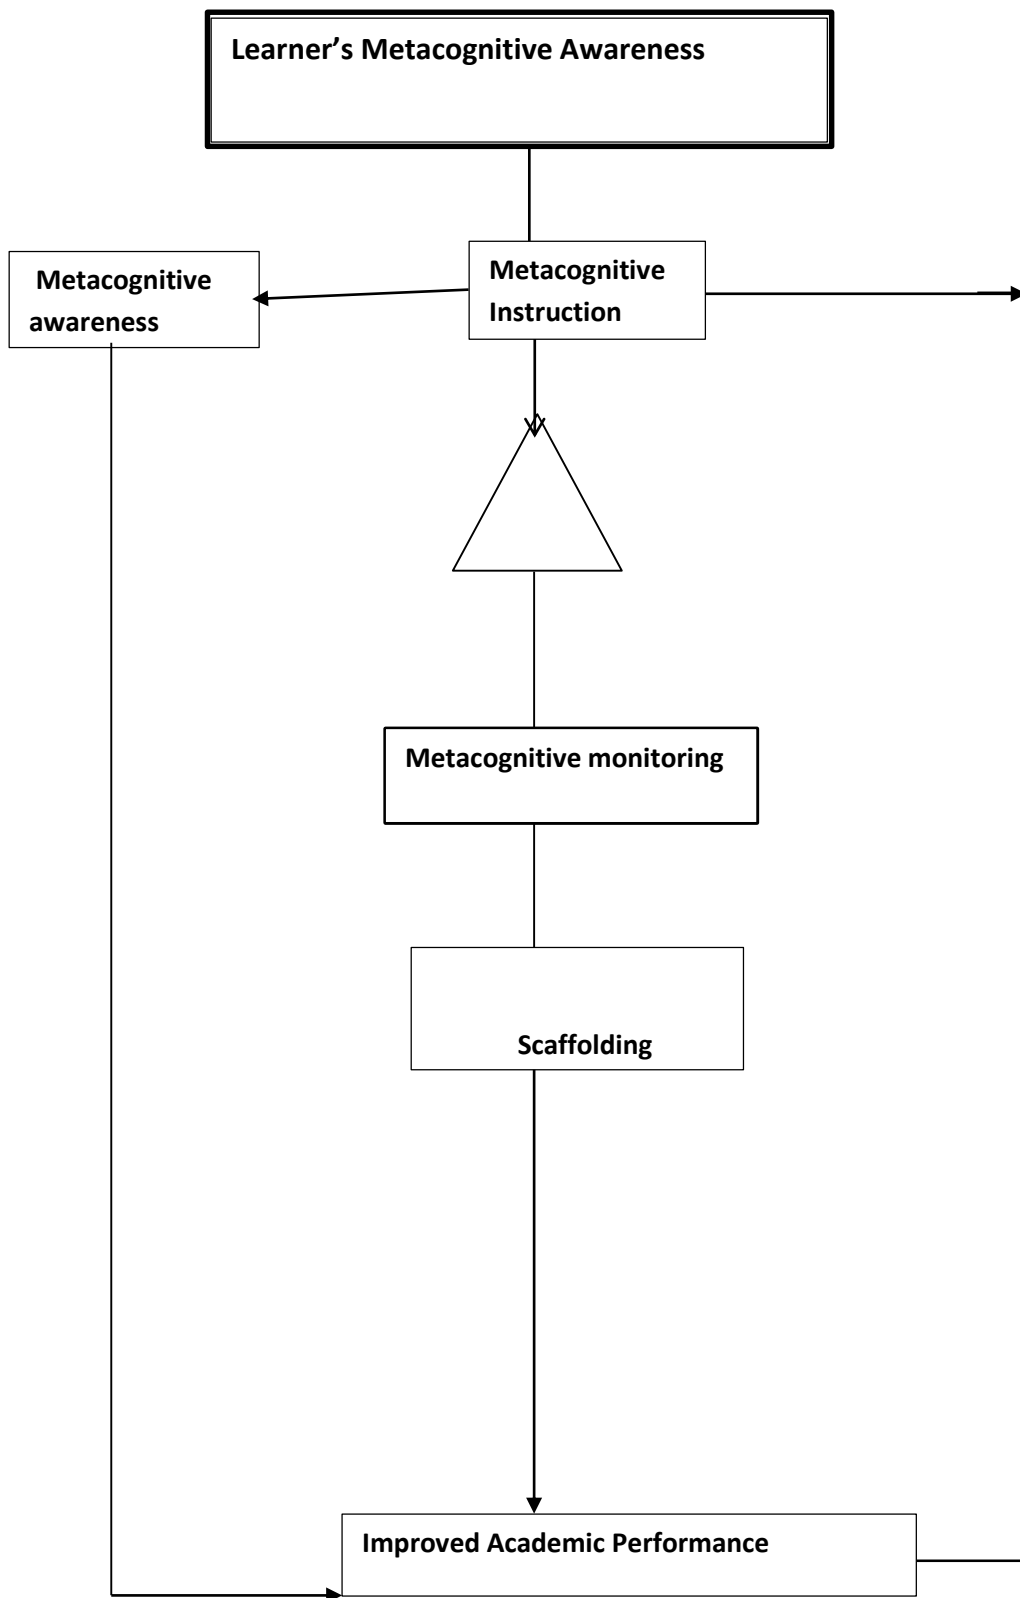 Learner’s Metacognitive Awareness
Metacognitive
awareness
Metacognitive
Instruction
Metacognitive monitoring
Scaffolding
Improved Academic Performance